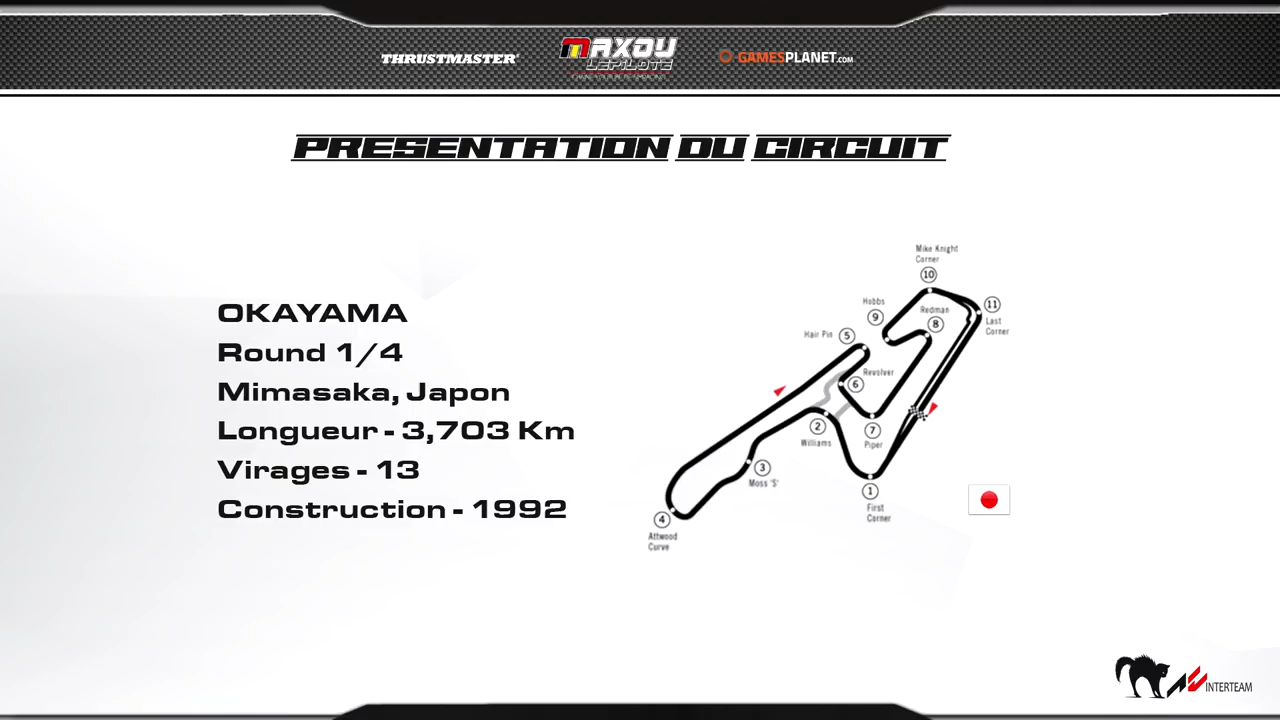 THRUSTMASTER®
MAXOU
LEPILOTE
GAMESPLANET.COM
PRESENTATION DU CIRCUIT
OKAYAMA
Round 1/4
Mimasaka, Japon
Longueur - 3,703 Km
Virages - 13
Construction - 1992
Mike Knight
Corner
10
Hobbs
9
Redman
8
11
Last
Corner
Hair Pin
5
Revolver
6
2
Williams
7
Piper
3
Moss 'S'
1
First
Corner
4
Attwood
Curve
INTERTEAM